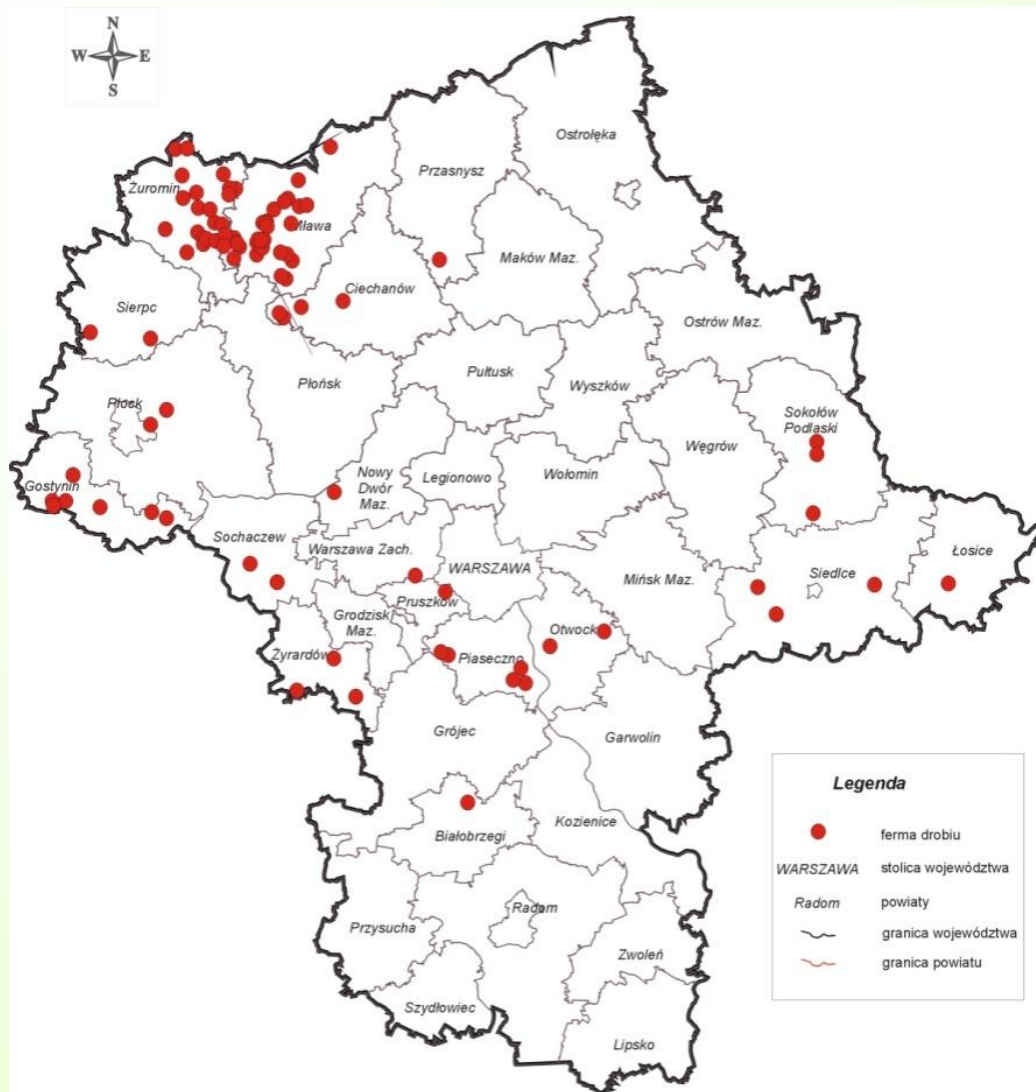 N
W E
S
Ostrołęka
Przasnysz
Żuromin
Mława
Maków Maz.
Ciechanów
Sierpc
Ostrów Maz.
Płońsk
Pułtusk
Wyszków
Płock
Sokołów
Podlaski
Węgrów
Nowy
Dwór
Maz.
Legionowo
Wołomin
Gostynin
Sochaczew
Warszawa Zach.
WARSZAWA
Mińsk Maz.
Siedlce
Łosice
Pruszków
Grodzisk
Maz.
Otwock
Żyrardów
Piaseczno
Grójec
Garwolin
Białobrzegi
Kozienice
Radom
Przysucha
Zwoleń
Szydłowiec
Lipsko
Legenda
ferma drobiu
WARSZAWA stolica województwa
Radom powiaty
granica województwa
granica powiatu